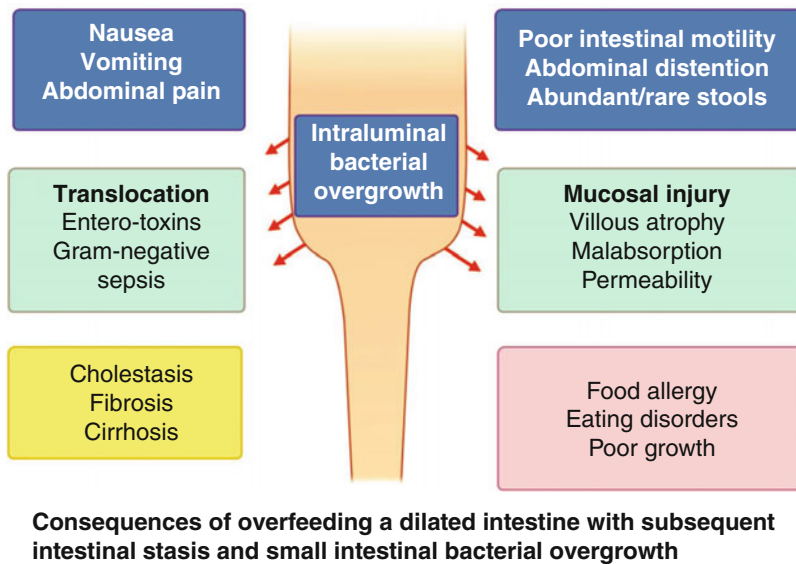 Nausea
Vomiting
Abdominal pain
Poor intestinal motility
Abdominal distention
Abundant/rare stools
Intraluminal
bacterial
overgrowth
Translocation
Entero-toxins
Gram-negative
sepsis
Mucosal injury
Villous atrophy
Malabsorption
Permeability
Cholestasis
Fibrosis
Cirrhosis
Food allergy
Eating disorders
Poor growth
Consequences of overfeeding a dilated intestine with subsequent
intestinal stasis and small intestinal bacterial overgrowth